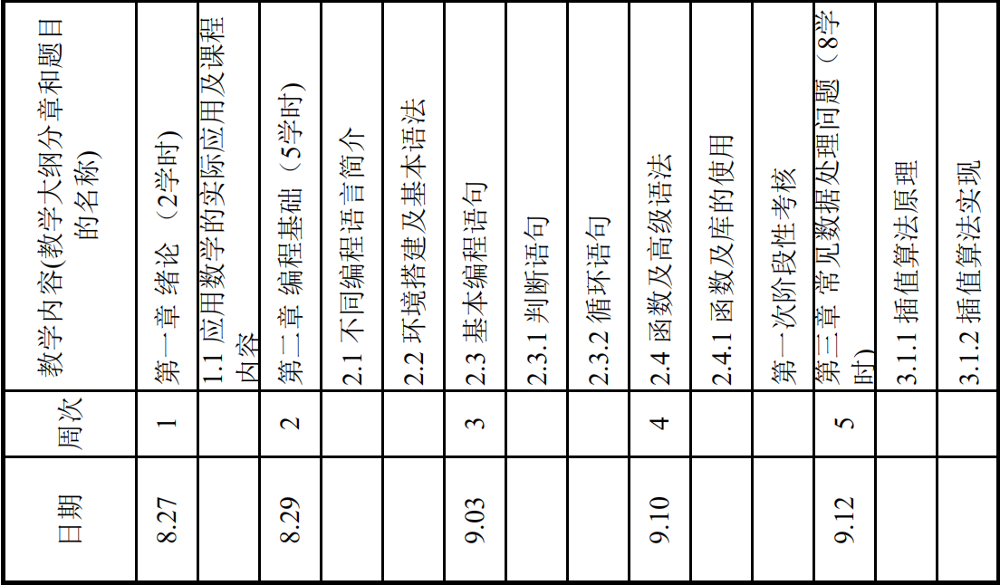 日期 周次 教学内容(教学大纲分章和题目
的名称)
8.27 1 第一章 绪论 （2学时)
1.1 应用数学的实际应用及课程
内容
8.29 2 第二章 编程基础（5学时)
2.1 不同编程语言简介
2.2 环境搭建及基本语法
9.03 3 2.3 基本编程语句
2.3.1 判断语句
2.3.2 循环语句
9.10 4 2.4 函数及高级语法
2.4.1 函数及库的使用
第一次阶段性考核
9.12 5 第三章 常见数据处理问题（8学
时)
3.1.1 插值算法原理
3.1.2 插值算法实现